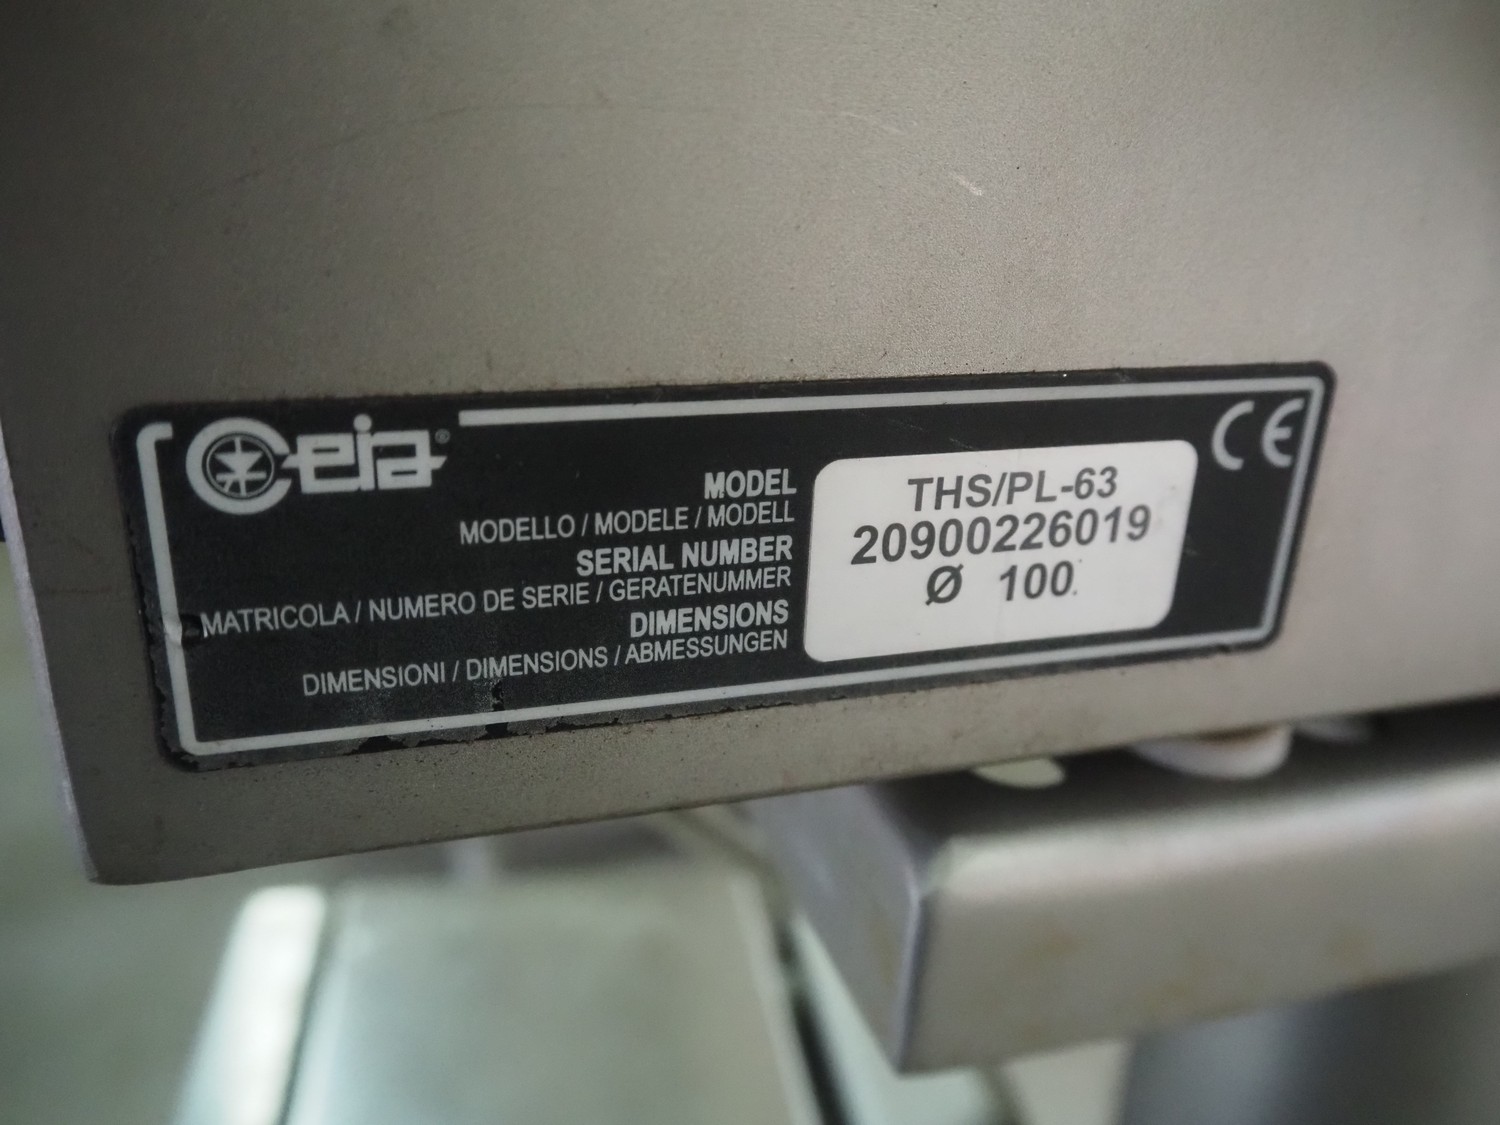 Ceia®
CE
MODEL THS/PL-63
MODELLO / MODELE / MODELL
SERIAL NUMBER 20900226019
MATRICOLA / NUMERO DE SERIE / GERATENUMMER
DIMENSIONS Ø 100
DIMENSIONI / DIMENSIONS / ABMESSUNGEN